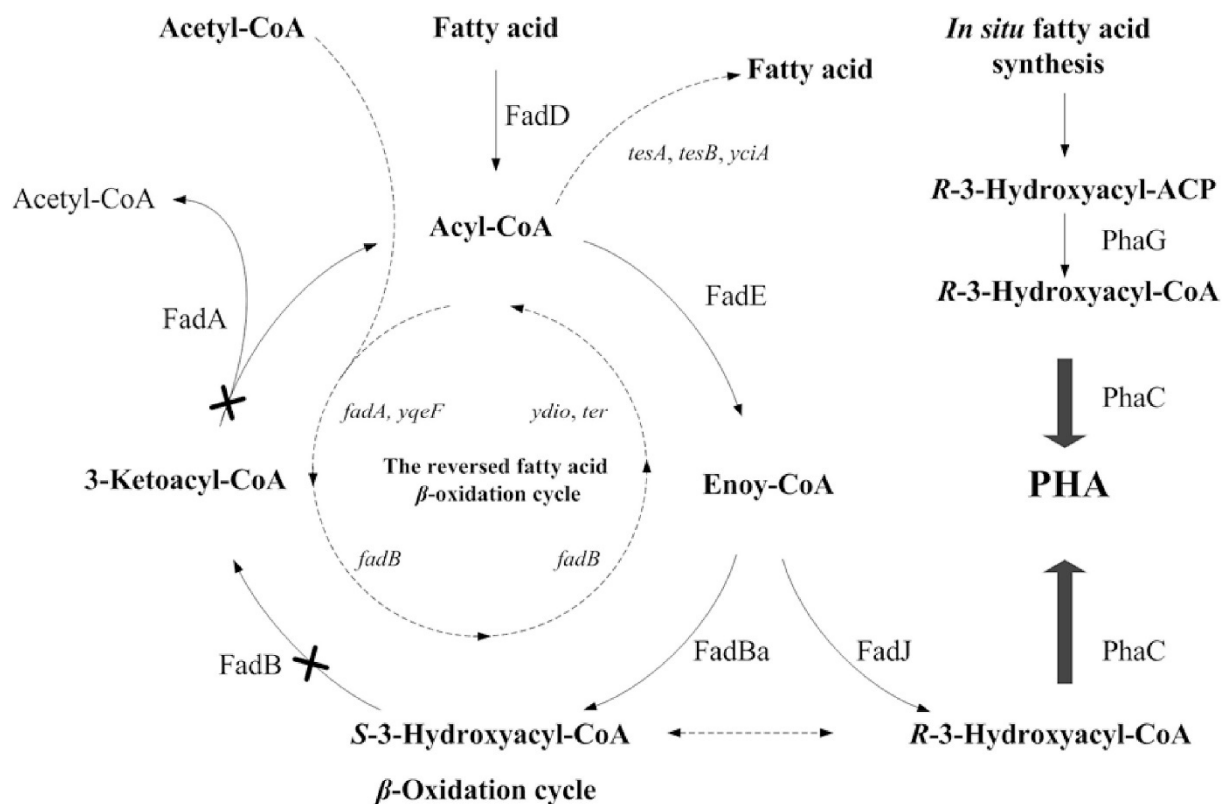 Acetyl-CoA
Fatty acid
In situ fatty acid
synthesis
Fatty acid
FadD
tesA, tesB, yciA
Acetyl-CoA
R-3-Hydroxyacyl-ACP
Acyl-CoA
PhaG
FadE
R-3-Hydroxyacyl-CoA
FadA
PhaC
fadA, yqeF
ydio, ter
3-Ketoacyl-CoA
The reversed fatty acid
β-oxidation cycle
Enoy-CoA
PHA
fadB
fadB
FadB
FadBa
FadJ
PhaC
S-3-Hydroxyacyl-CoA
R-3-Hydroxyacyl-CoA
β-Oxidation cycle